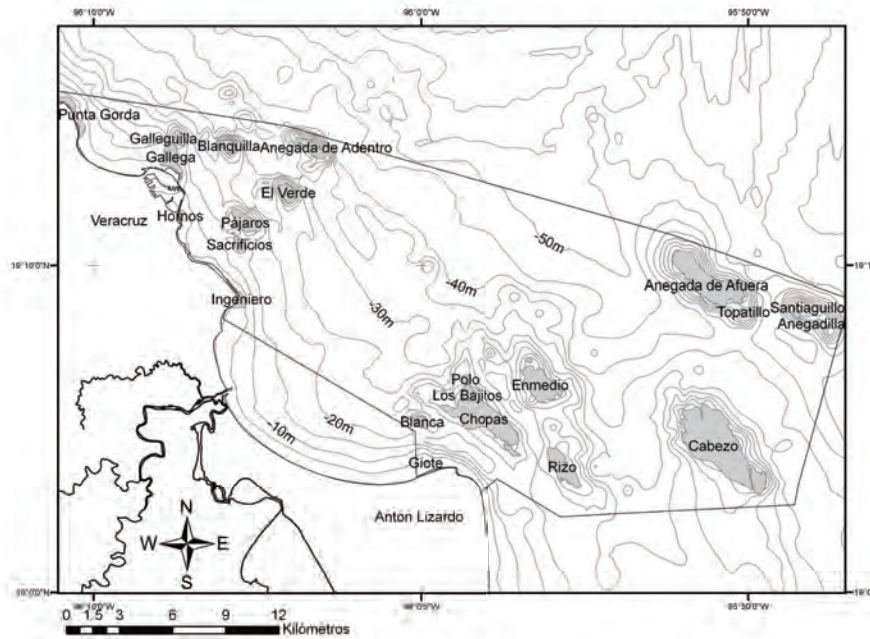 96°10'0"W 96°0'0"W 95°50'0"W
Punta Gorda
Galleguilla
Blanquilla
Anegada de Adentro
Gallega
El Verde
Veracruz
Hornos
Pájaros
Sacrificios
-50m
19°10'0"N
-40m
Anegada de Afuera
Ingeniero
-30m
Topatillo
Santiaguillo
Anegadilla
Polo
Enmedio
Los Bajitos
-20m
Blanca
Chopas
-10m
Cabezo
Giote
Rizo
N
Anton Lizardo
W E
S
0 1.5 3 6 9 12
Kilómetros